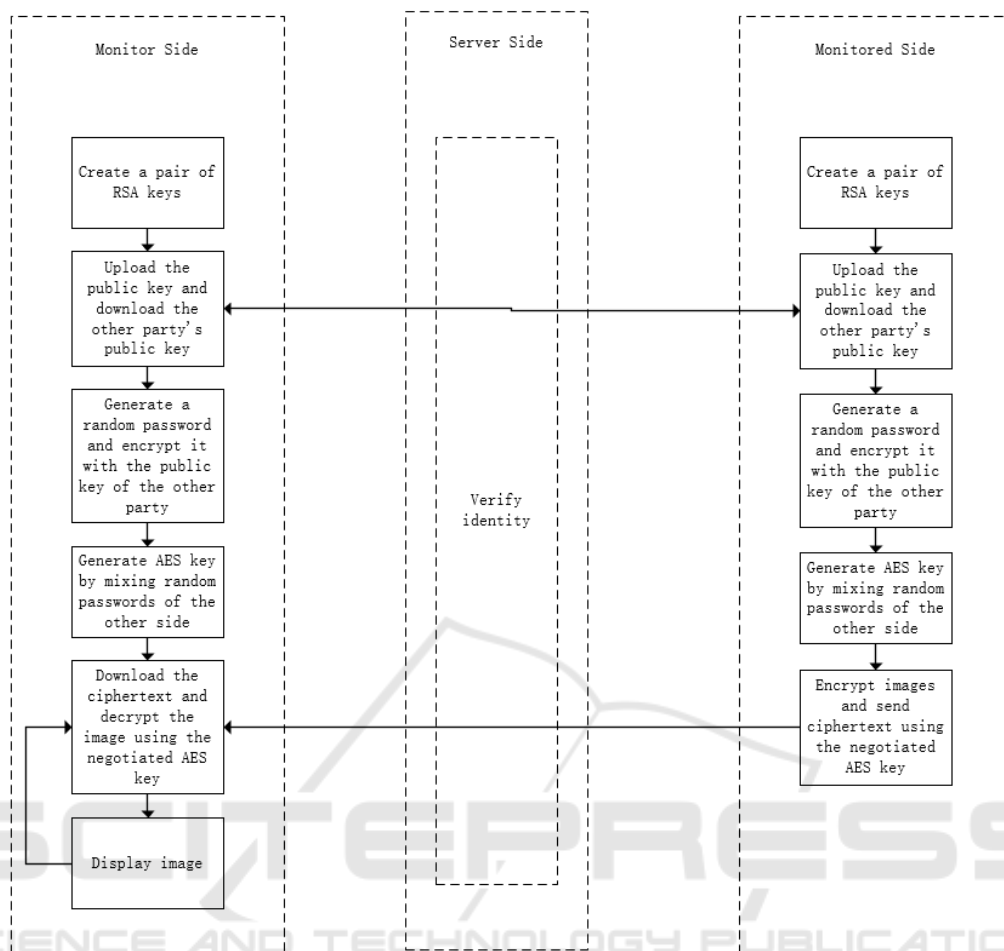 Monitor Side
Create a pair of
RSA keys
Upload the
public key and
download the
other party's
public key
Generate a
random password
and encrypt it
with the public
key of the other
party
Generate AES key
by mixing random
passwords of the
other side
Download the
ciphertext and
decrypt the
image using the
negotiated AES
key
Display image
Server Side
Verify
identity
Monitored Side
Create a pair of
RSA keys
Upload the
public key and
download the
other party's
public key
Generate a
random password
and encrypt it
with the public
key of the other
party
Generate AES key
by mixing random
passwords of the
other side
Encrypt images
and send
ciphertext using
the negotiated
AES key
SCITEPRESS
SCIENCE AND TECHNOLOGY PUBLICATIONS